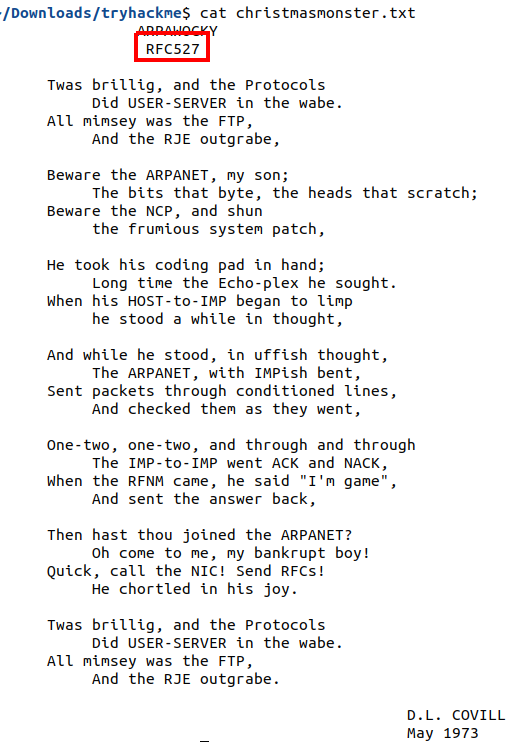 ~/Downloads/tryhackme$ cat christmasmonster.txt
ARPAWOCKY
RFC527
Twas brillig, and the Protocols
Did USER-SERVER in the wabe.
All mimsey was the FTP,
And the RJE outgrabe,
Beware the ARPANET, my son;
The bits that byte, the heads that scratch;
Beware the NCP, and shun
the frumious system patch,
He took his coding pad in hand;
Long time the Echo-plex he sought.
When his HOST-to-IMP began to limp
he stood a while in thought,
And while he stood, in uffish thought,
The ARPANET, with IMPish bent,
Sent packets through conditioned lines,
And checked them as they went,
One-two, one-two, and through and through
The IMP-to-IMP went ACK and NACK,
When the RFNM came, he said "I'm game",
And sent the answer back,
Then hast thou joined the ARPANET?
Oh come to me, my bankrupt boy!
Quick, call the NIC! Send RFCs!
He chortled in his joy.
Twas brillig, and the Protocols
Did USER-SERVER in the wabe.
All mimsey was the FTP,
And the RJE outgrabe.
D.L. COVILL
May 1973